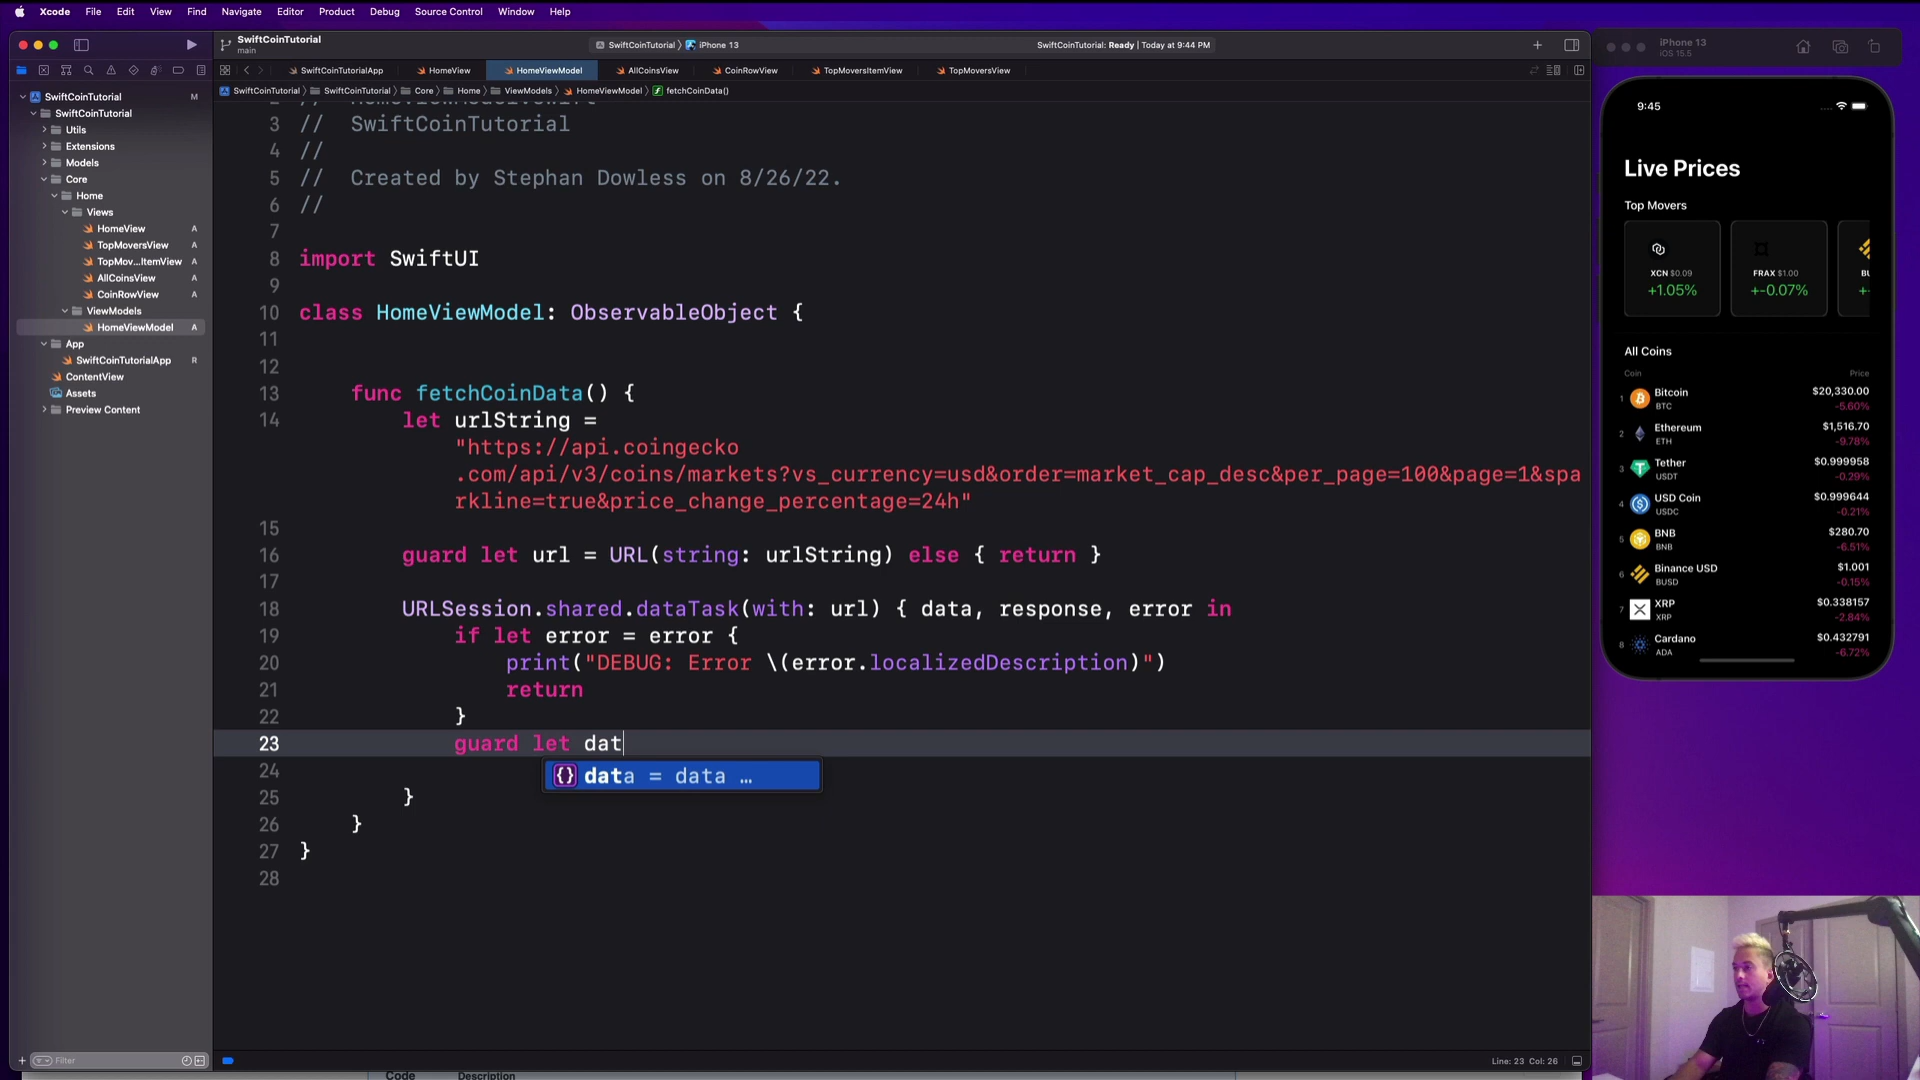 Xcode File Edit View Find Navigate Editor Product Debug Source Control Window Help
SwiftCoinTutorial
main
SwiftCoinTutorial iPhone 13
SwiftCoinTutorial: Ready | Today at 9:44 PM
SwiftCoinTutorialApp HomeView HomeViewModel AllCoinsView CoinRowView TopMoversItemView TopMoversView
SwiftCoinTutorial SwiftCoinTutorial Core Home ViewModels HomeViewModel fetchCoinData()
SwiftCoinTutorial M
SwiftCoinTutorial
Utils
Extensions
Models
Core
Home
Views
HomeView A
TopMoversView A
TopMov...ItemView A
AllCoinsView A
CoinRowView A
ViewModels
HomeViewModel A
App
SwiftCoinTutorialApp R
ContentView
Assets
Preview Content
Filter
2 // HomeViewModel.swift
3 // SwiftCoinTutorial
4 //
5 // Created by Stephan Dowless on 8/26/22.
6 //
7
8 import SwiftUI
9
10 class HomeViewModel: ObservableObject {
11
12
13 func fetchCoinData() {
14 let urlString =
"https://api.coingecko
.com/api/v3/coins/markets?vs_currency=usd&order=market_cap_desc&per_page=100&page=1&spa
rkline=true&price_change_percentage=24h"
15
16 guard let url = URL(string: urlString) else { return }
17
18 URLSession.shared.dataTask(with: url) { data, response, error in
19 if let error = error {
20 print("DEBUG: Error \(error.localizedDescription)")
21 return
22 }
23 guard let dat
{} data = data …
24
25 }
26 }
27 }
28
Line: 23 Col: 26
Code Description
iPhone 13
iOS 15.5
9:45
Live Prices
Top Movers
XCN $0.09
+1.05%
FRAX $1.00
+-0.07%
BU
+-
All Coins
Coin Price
1 Bitcoin $20,330.00
BTC -5.60%
2 Ethereum $1,516.70
ETH -9.78%
3 Tether $0.999958
USDT -0.29%
4 USD Coin $0.999644
USDC -0.21%
5 BNB $280.70
BNB -6.51%
6 Binance USD $1.001
BUSD -0.15%
7 XRP $0.338157
XRP -2.84%
8 Cardano $0.432791
ADA -6.72%